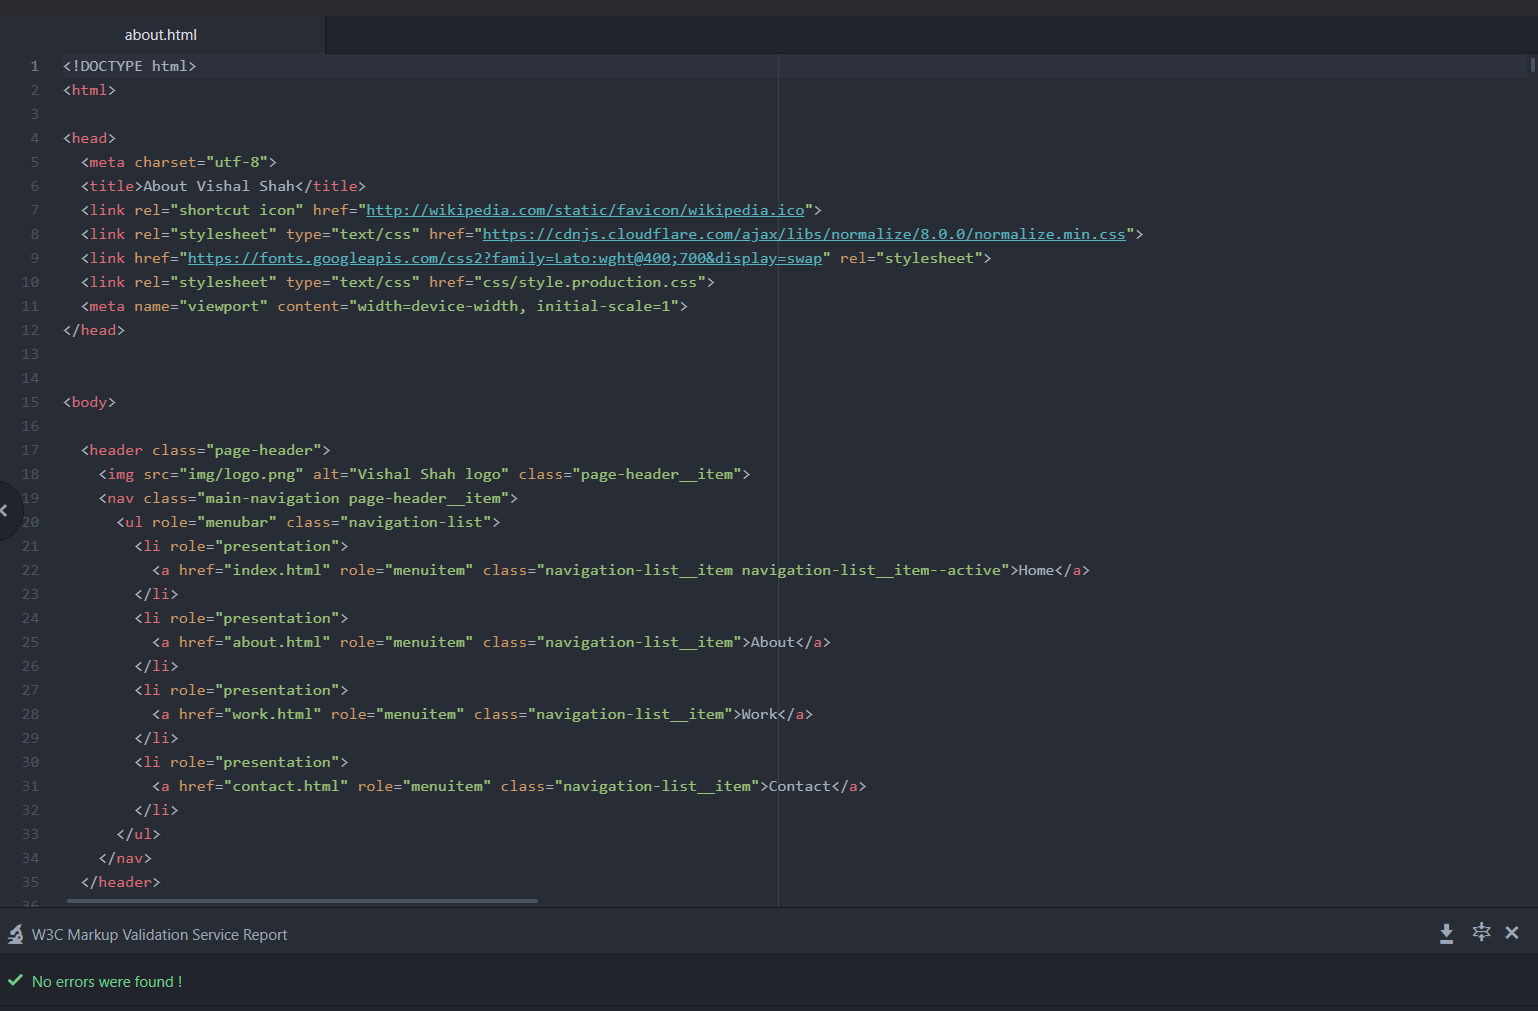 about.html
1 <!DOCTYPE html>
2 <html>
3
4 <head>
5 <meta charset="utf-8">
6 <title>About Vishal Shah</title>
7 <link rel="shortcut icon" href="http://wikipedia.com/static/favicon/wikipedia.ico">
8 <link rel="stylesheet" type="text/css" href="https://cdnjs.cloudflare.com/ajax/libs/normalize/8.0.0/normalize.min.css">
9 <link href="https://fonts.googleapis.com/css2?family=Lato:wght@400;700&display=swap" rel="stylesheet">
10 <link rel="stylesheet" type="text/css" href="css/style.production.css">
11 <meta name="viewport" content="width=device-width, initial-scale=1">
12 </head>
13
14
15 <body>
16
17 <header class="page-header">
18 <img src="img/logo.png" alt="Vishal Shah logo" class="page-header__item">
19 <nav class="main-navigation page-header__item">
20 <ul role="menubar" class="navigation-list">
21 <li role="presentation">
22 <a href="index.html" role="menuitem" class="navigation-list__item navigation-list__item--active">Home</a>
23 </li>
24 <li role="presentation">
25 <a href="about.html" role="menuitem" class="navigation-list__item">About</a>
26 </li>
27 <li role="presentation">
28 <a href="work.html" role="menuitem" class="navigation-list__item">Work</a>
29 </li>
30 <li role="presentation">
31 <a href="contact.html" role="menuitem" class="navigation-list__item">Contact</a>
32 </li>
33 </ul>
34 </nav>
35 </header>
36
W3C Markup Validation Service Report
No errors were found !